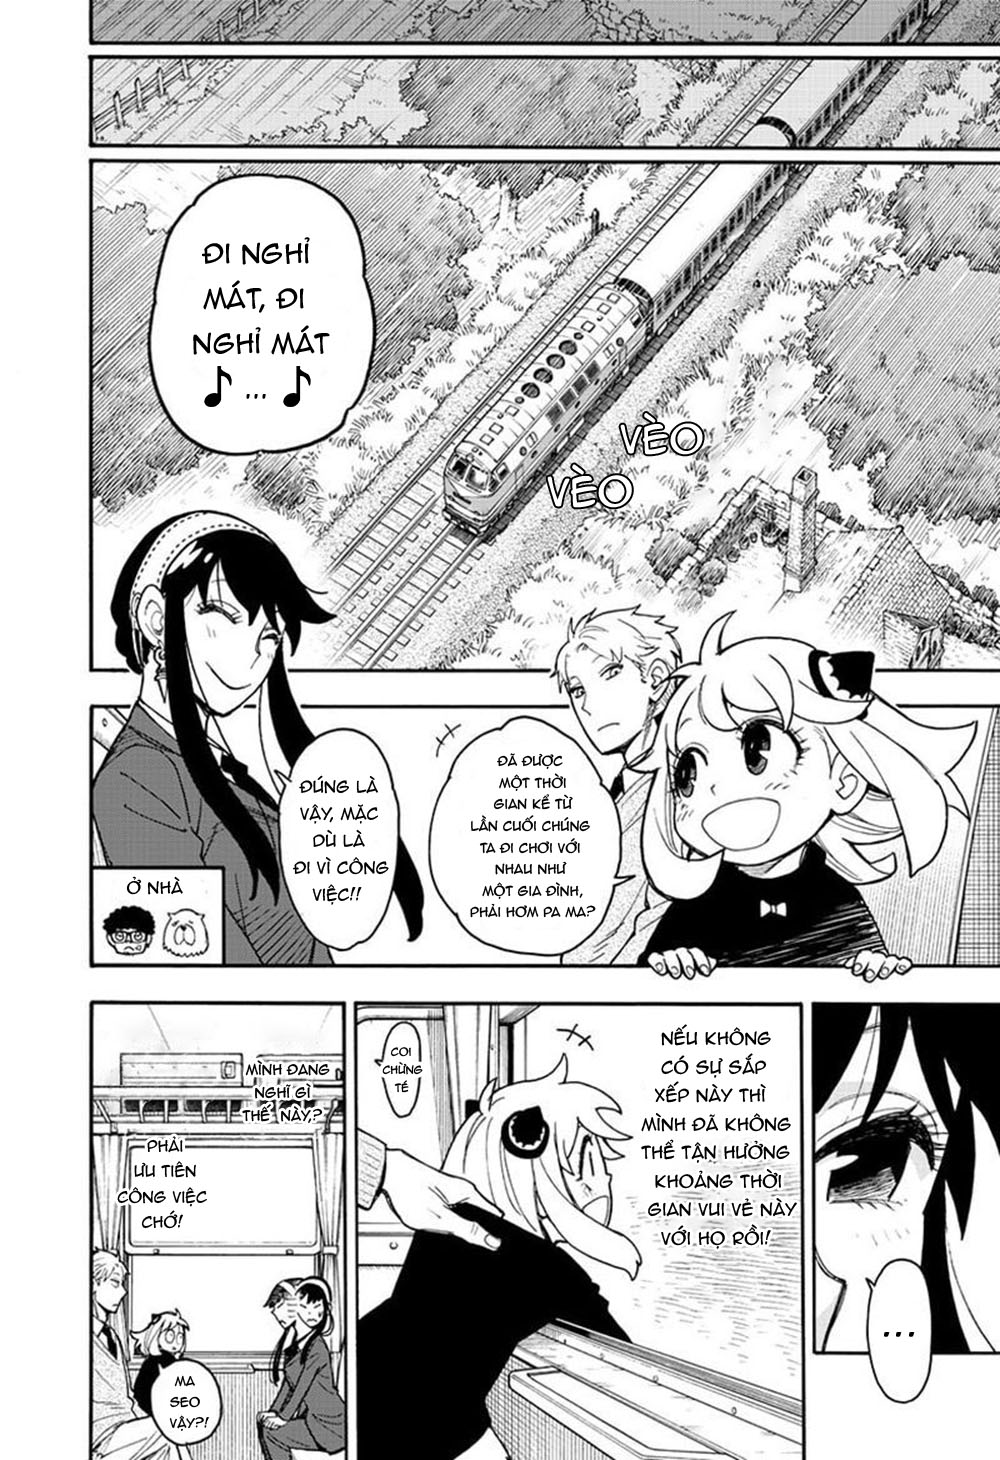 ĐI NGHỈ
MÁT, ĐI
NGHỈ MÁT
♪ ... ♪
VÈO
VÈO
ĐÃ ĐƯỢC
MỘT THỜI
GIAN KỂ TỪ
LẦN CUỐI CHÚNG
TA ĐI CHƠI VỚI
NHAU NHƯ
MỘT GIA ĐÌNH,
PHẢI HƠM PA MA?
ĐÚNG LÀ
VẬY, MẶC
DÙ LÀ
ĐI VÌ CÔNG
VIỆC!!
Ở NHÀ
...
NẾU KHÔNG
CÓ SỰ SẮP
XẾP NÀY THÌ
MÌNH ĐÃ KHÔNG
THỂ TẬN HƯỞNG
KHOẢNG THỜI
GIAN VUI VẺ NÀY
VỚI HỌ RỒI!
COI
CHỪNG
TÉ
MÌNH ĐANG
NGHĨ GÌ
THẾ NÀY?
PHẢI
ƯU TIÊN
CÔNG VIỆC
CHỚ!
MA
SEO
VẬY?!